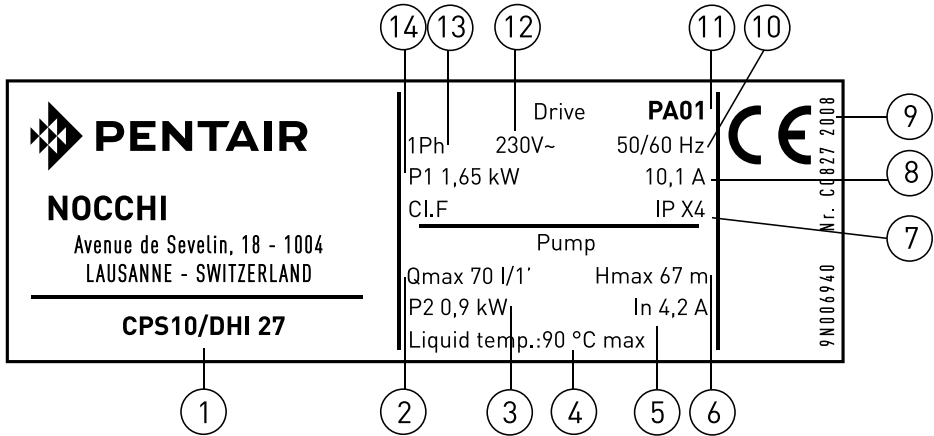 14 13 12 11 10
PENTAIR
NOCCHI
Avenue de Sevelin, 18 - 1004
LAUSANNE - SWITZERLAND
CPS10/DHI 27
Drive PA01
1Ph 230V~ 50/60 Hz
P1 1,65 kW 10,1 A
Cl.F IP X4
Pump
Qmax 70 l/1' Hmax 67 m
P2 0,9 kW In 4,2 A
Liquid temp.:90 °C max
CE
9N006940 Nr. C0827 2008
9
8
7
1 2 3 4 5 6